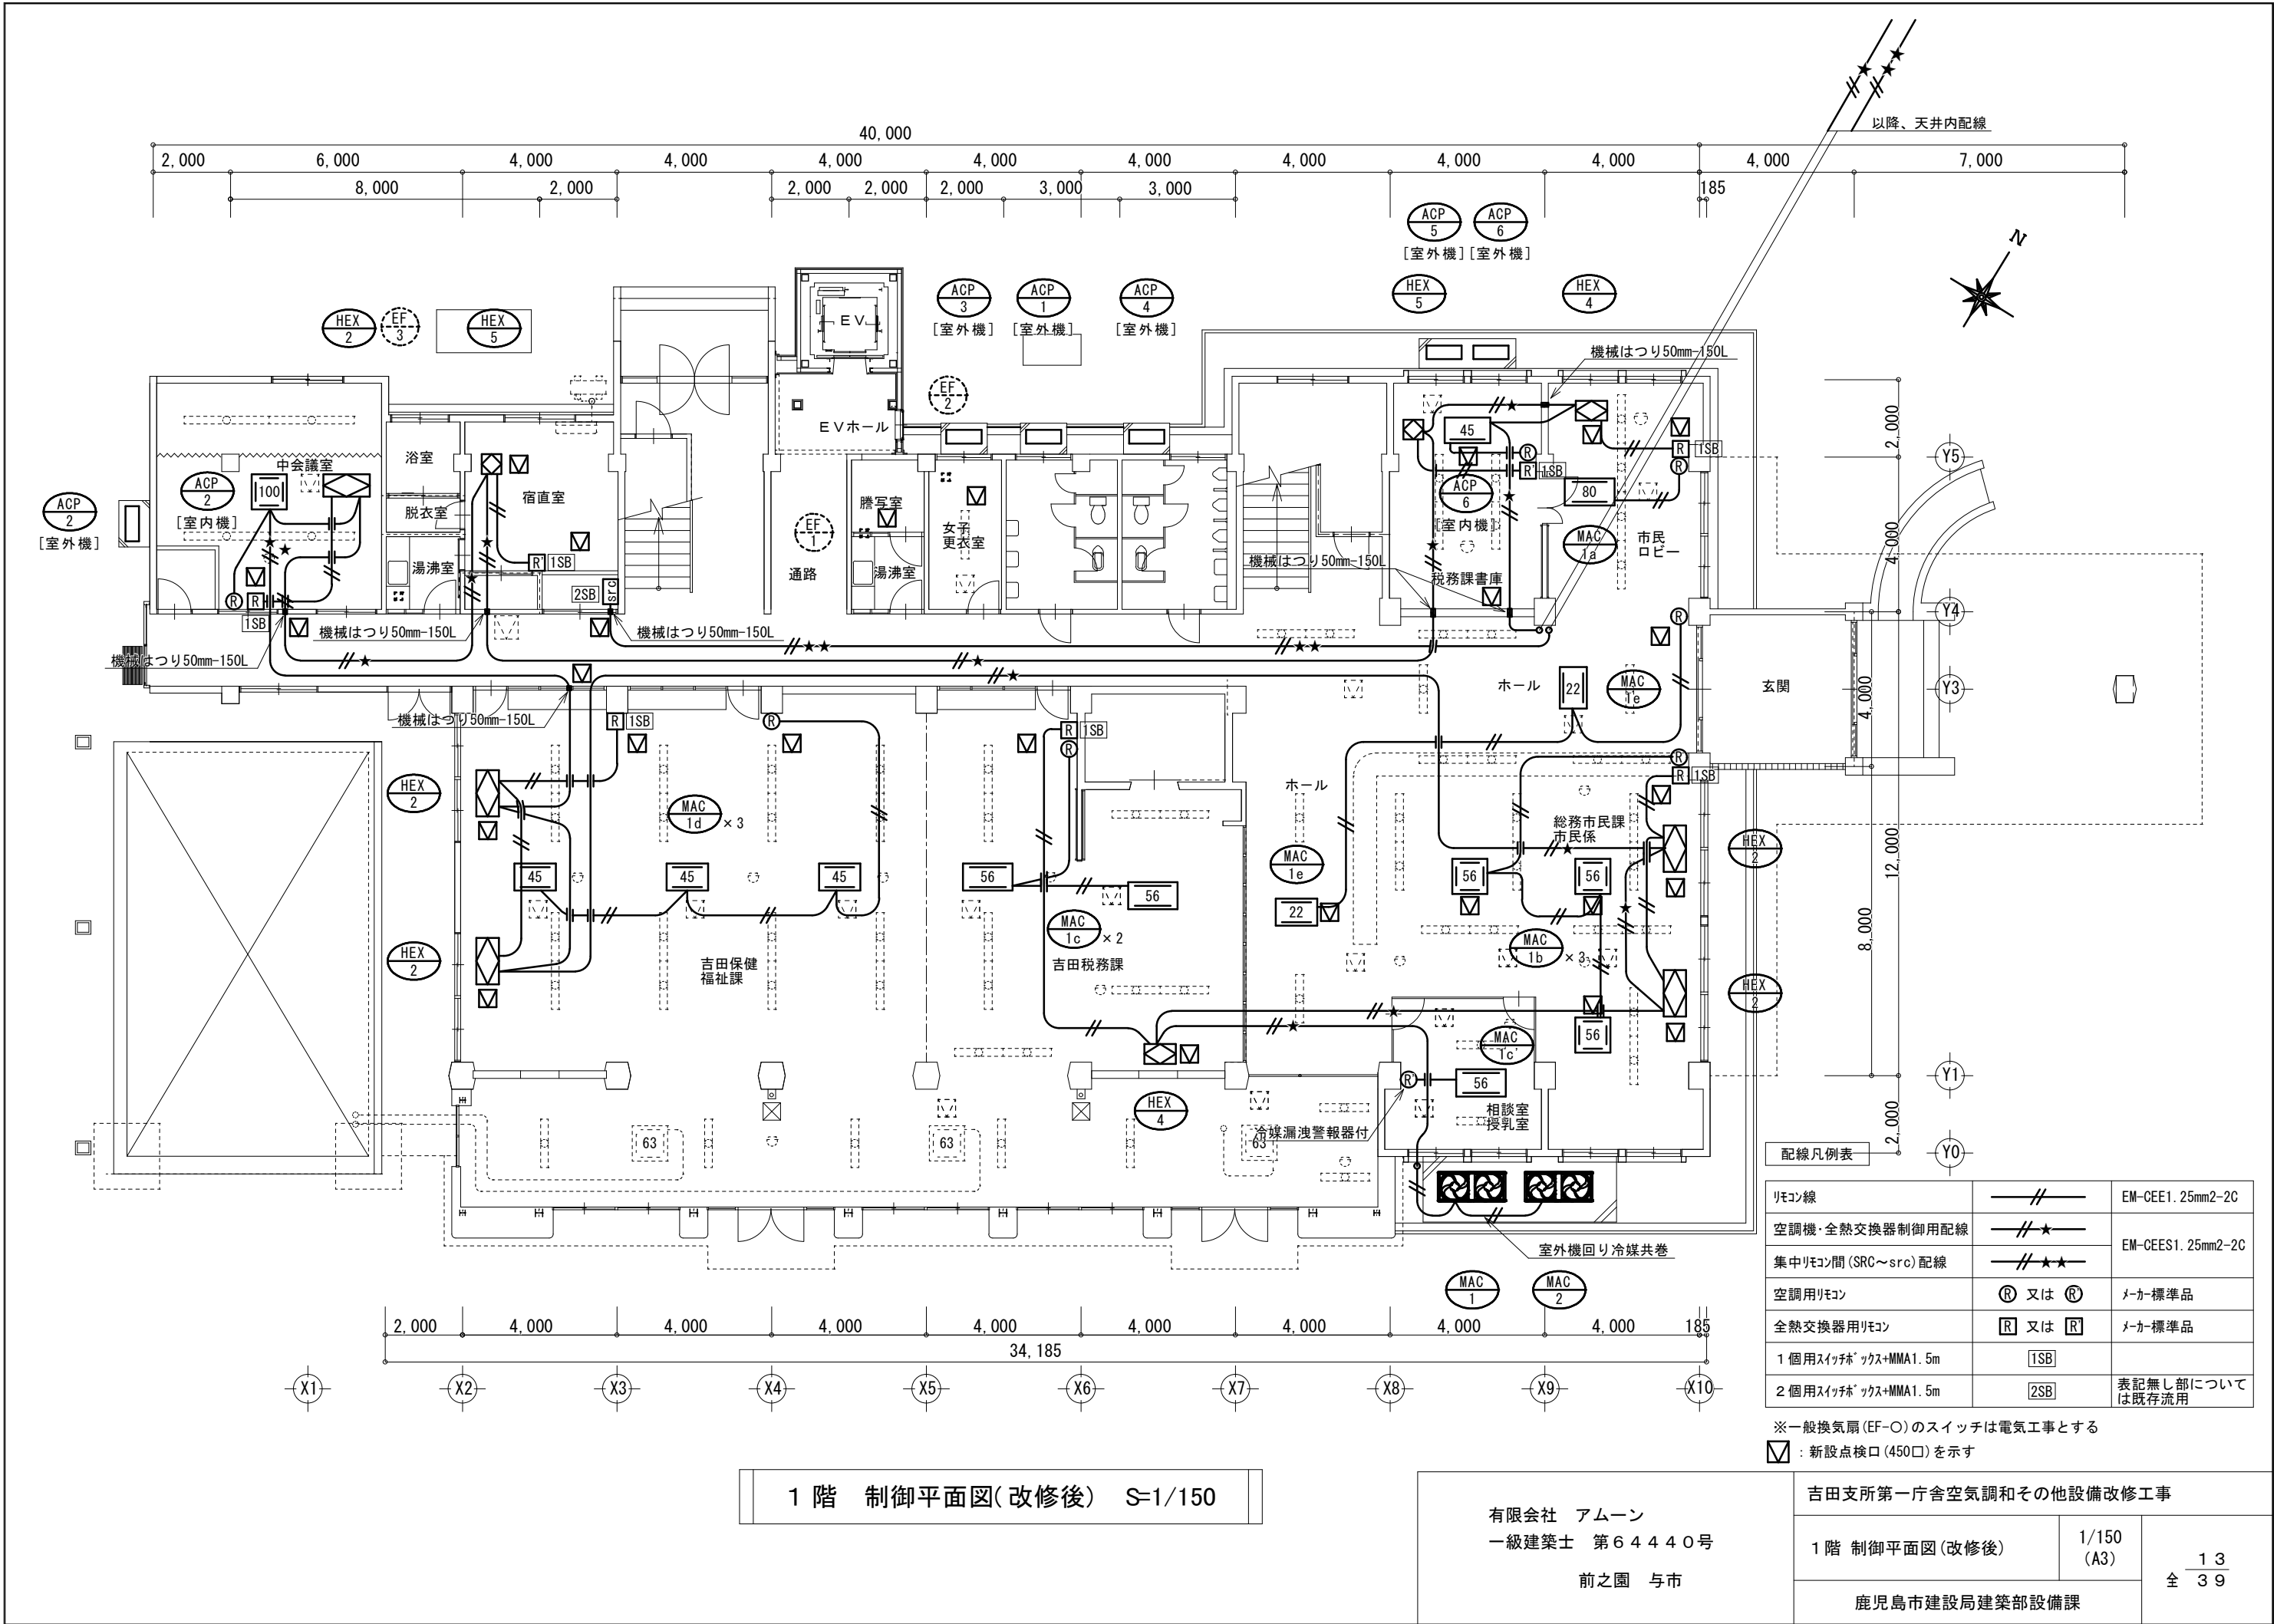 以降、天井内配線
40,000
2,000 6,000 4,000 4,000 4,000 4,000 4,000 4,000 4,000 4,000 4,000 7,000
8,000 2,000 2,000 2,000 2,000 3,000 3,000 185
N
ACP 5 [室外機]
ACP 6 [室外機]
HEX 5
HEX 4
HEX 2
EF 3
HEX 5
ACP 3 [室外機]
ACP 1 [室外機]
ACP 4 [室外機]
EV
EVホール
EF 2
機械はつり50mm-150L
中会議室
ACP 2 [室内機]
100
ACP 2 [室外機]
浴室
脱衣室
湯沸室
宿直室
R' 1SB
2SB
src
R R
1SB
EF 1
通路
謄写室
湯沸室
女子
更衣室
45
R
R' 1SB
ACP 6 [室内機]
80
R 1SB
R
MAC 1a
市民
ロビー
税務課書庫
機械はつり50mm-150L
機械はつり50mm-150L
機械はつり50mm-150L
機械はつり50mm-150L
機械はつり50mm-150L
R
ホール
22
MAC 1e
玄関
R 1SB
R
R 1SB
R
R
R 1SB
HEX 2
MAC 1d ×3
45
45
45
56
56
MAC 1c ×2
吉田税務課
吉田保健
福祉課
HEX 2
ホール
MAC 1e
22
総務市民課
市民係
56
56
MAC 1b ×3
56
HEX 2
HEX 2
MAC 1c'
R'
56
相談室
授乳室
冷媒漏洩警報器付
HEX 4
63
63
63
室外機回り冷媒共巻
MAC 1
MAC 2
2,000
4,000
4,000
12,000
8,000
2,000
Y5
Y4
Y3
Y1
Y0
2,000 4,000 4,000 4,000 4,000 4,000 4,000 4,000 4,000 185
34,185
X1 X2 X3 X4 X5 X6 X7 X8 X9 X10
配線凡例表
ﾘﾓｺﾝ線 EM-CEE1.25mm2-2C
空調機・全熱交換器制御用配線 EM-CEES1.25mm2-2C
集中ﾘﾓｺﾝ間(SRC～src)配線
空調用ﾘﾓｺﾝ R 又は R' ﾒｰｶｰ標準品
全熱交換器用ﾘﾓｺﾝ R 又は R' ﾒｰｶｰ標準品
1個用ｽｲｯﾁﾎﾞｯｸｽ+MMA1.5m 1SB
2個用ｽｲｯﾁﾎﾞｯｸｽ+MMA1.5m 2SB 表記無し部について
は既存流用
※一般換気扇(EF-○)のスイッチは電気工事とする
：新設点検口(450口)を示す
1階 制御平面図(改修後) S=1/150
有限会社 アムーン
一級建築士 第64440号
前之園 与市
吉田支所第一庁舎空気調和その他設備改修工事
1階 制御平面図(改修後)
1/150
(A3)
全 13
39
鹿児島市建設局建築部設備課